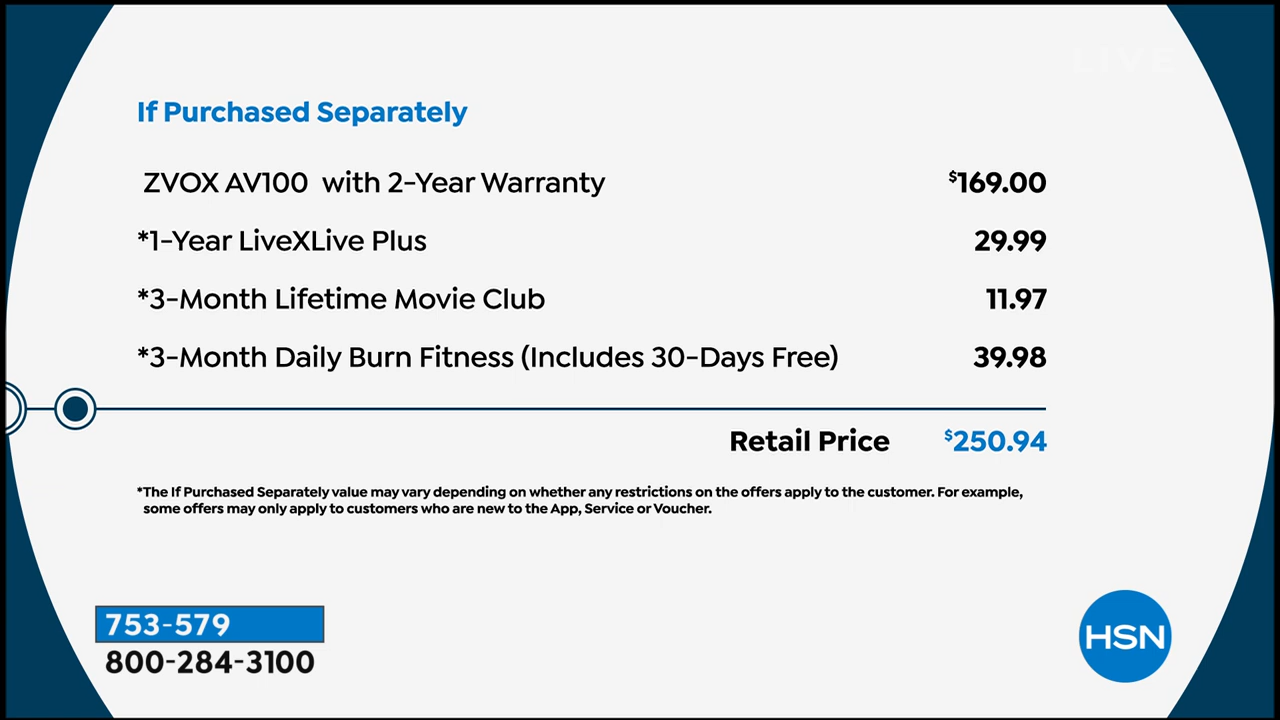 LIVE
If Purchased Separately
ZVOX AV100 with 2-Year Warranty $169.00
*1-Year LiveXLive Plus 29.99
*3-Month Lifetime Movie Club 11.97
*3-Month Daily Burn Fitness (Includes 30-Days Free) 39.98
Retail Price $250.94
*The If Purchased Separately value may vary depending on whether any restrictions on the offers apply to the customer. For example,
some offers may only apply to customers who are new to the App, Service or Voucher.
753-579
800-284-3100
HSN